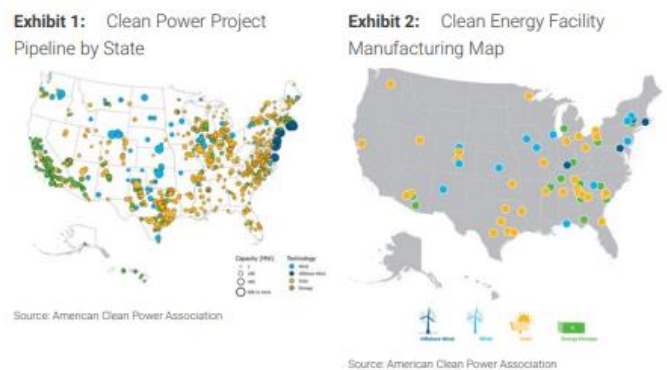 Exhibit 1: Clean Power Project
Pipeline by State
Capacity (MW)
Technology
Wind
Offshore Wind
Solar
Storage
Source: American Clean Power Association
Exhibit 2: Clean Energy Facility
Manufacturing Map
Offshore Wind
Wind
Solar
Energy Storage
Source: American Clean Power Association